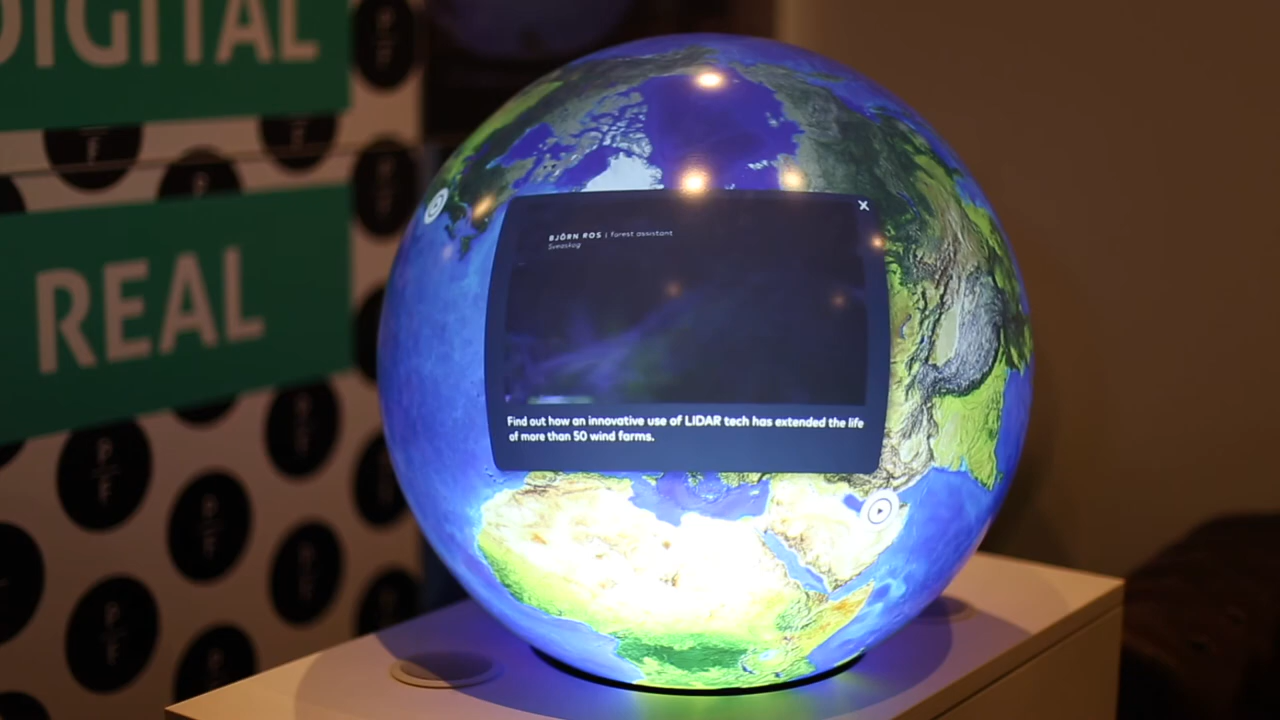 DIGITAL
REAL
BJÖRN ROS | forest assistant
Sveaskog
Find out how an innovative use of LIDAR tech has extended the life
of more than 50 wind farms.